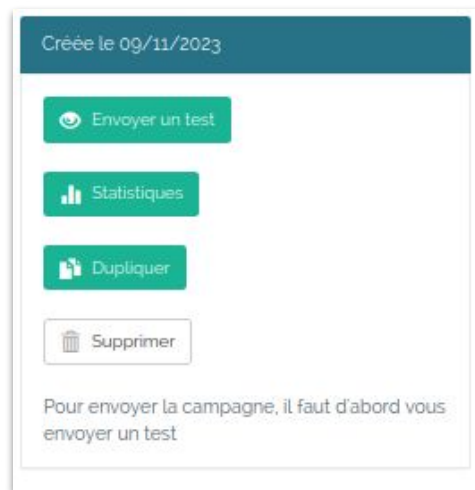 Créée le 09/11/2023
Envoyer un test
Statistiques
Dupliquer
Supprimer
Pour envoyer la campagne, il faut d'abord vous
envoyer un test